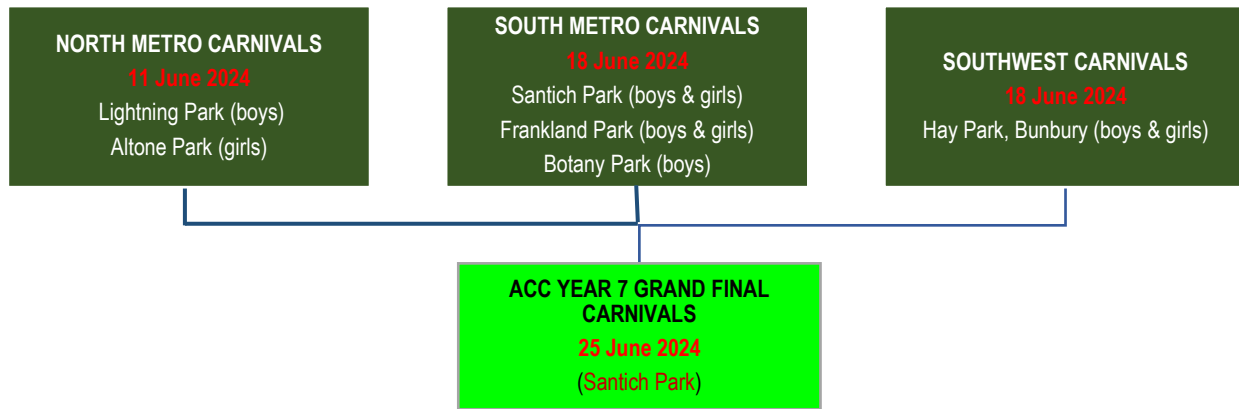 NORTH METRO CARNIVALS
11 June 2024
Lightning Park (boys)
Altone Park (girls)
SOUTH METRO CARNIVALS
18 June 2024
Santich Park (boys & girls)
Frankland Park (boys & girls)
Botany Park (boys)
SOUTHWEST CARNIVALS
18 June 2024
Hay Park, Bunbury (boys & girls)
ACC YEAR 7 GRAND FINAL
CARNIVALS
25 June 2024
(Santich Park)